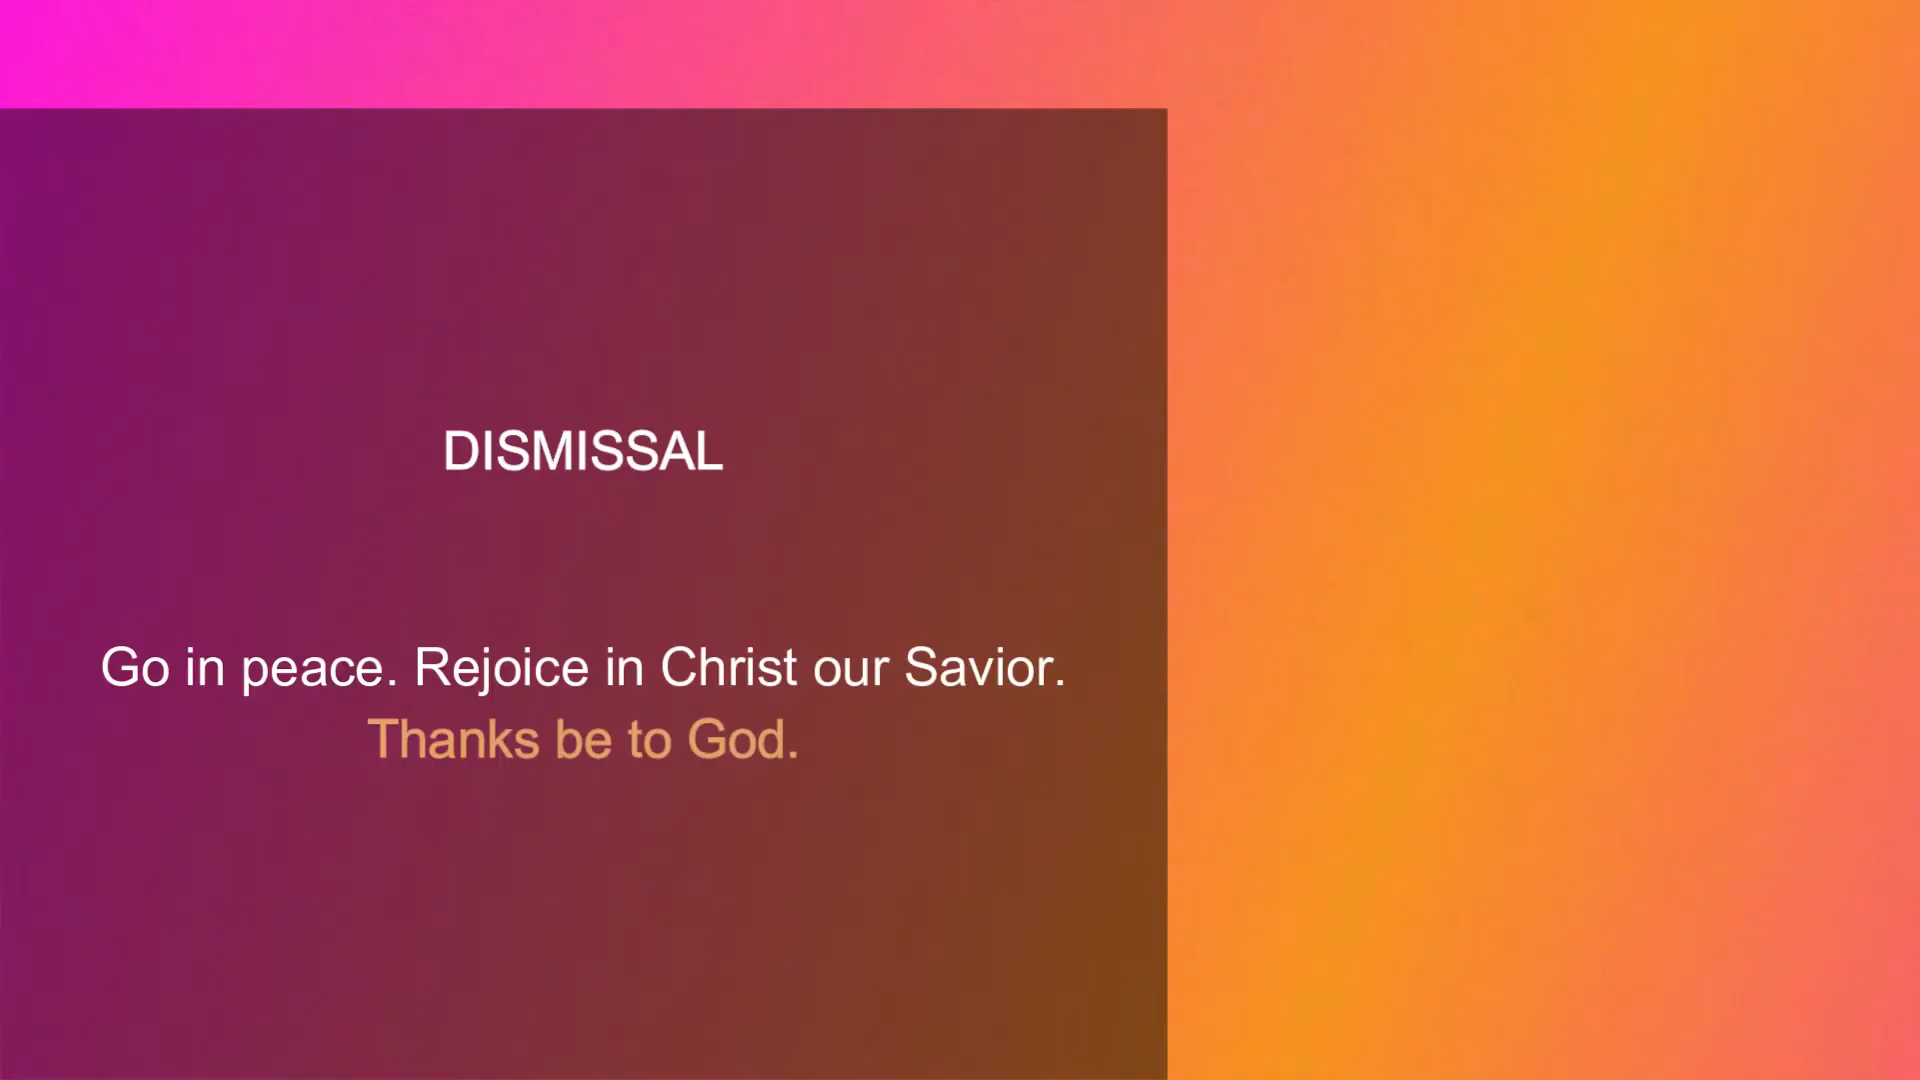 DISMISSAL
Go in peace. Rejoice in Christ our Savior.
Thanks be to God.